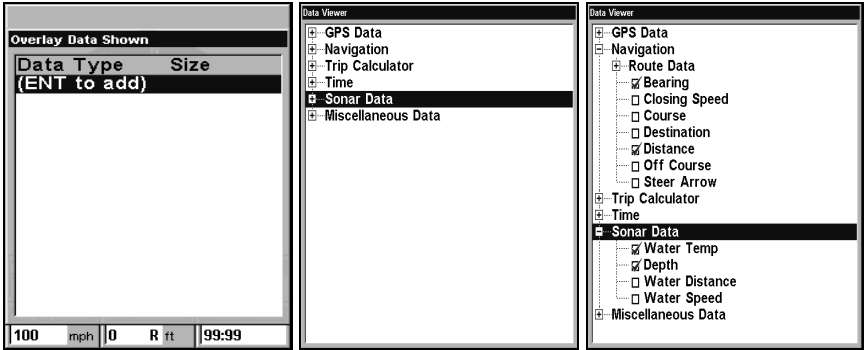 Overlay Data Shown
Data Type Size
(ENT to add)
100 mph 0 R ft 99:99
Data Viewer
GPS Data
Navigation
Trip Calculator
Time
Sonar Data
Miscellaneous Data
Data Viewer
GPS Data
Navigation
Route Data
Bearing
Closing Speed
Course
Destination
Distance
Off Course
Steer Arrow
Trip Calculator
Time
Sonar Data
Water Temp
Depth
Water Distance
Water Speed
Miscellaneous Data